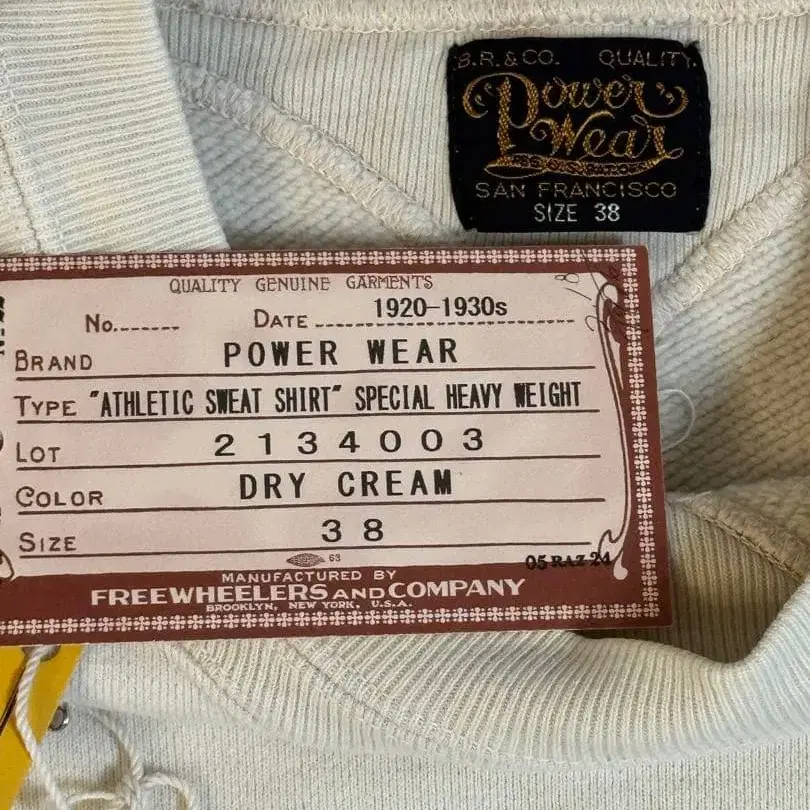 B.R.&CO. QUALITY.
Power
Wear
SAN FRANCISCO
SIZE 38
QUALITY GENUINE GARMENTS
No.
DATE 1920-1930s
BRAND POWER WEAR
TYPE "ATHLETIC SWEAT SHIRT" SPECIAL HEAVY WEIGHT
LOT 2134003
COLOR DRY CREAM
SIZE 38
63
05 RAZ 24
MANUFACTURED BY
FREEWHEELERS AND COMPANY
BROOKLYN, NEW YORK, U.S.A.